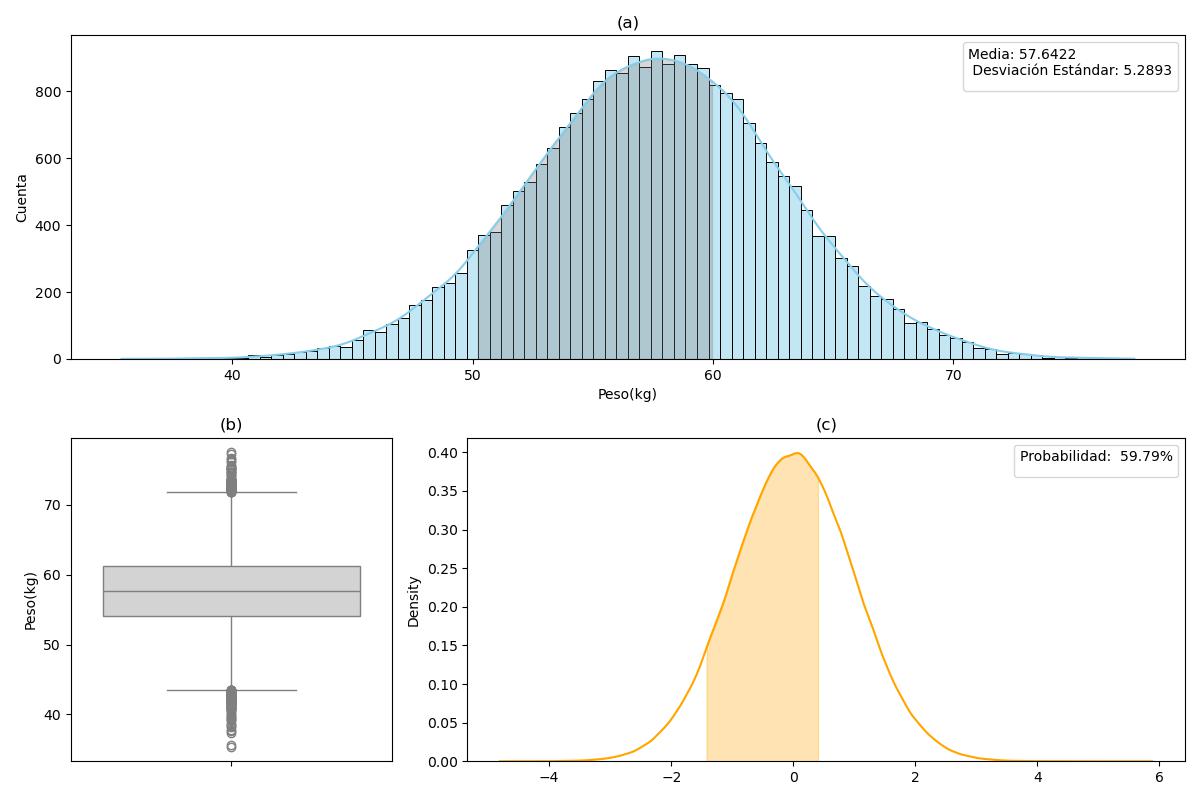 (a)
Media: 57.6422
Desviación Estándar: 5.2893
Cuenta
800
600
400
200
0
40 50 60 70
Peso(kg)
(b)
Peso(kg)
70
60
50
40
(c)
Probabilidad: 59.79%
Density
0.40
0.35
0.30
0.25
0.20
0.15
0.10
0.05
0.00
−4 −2 0 2 4 6